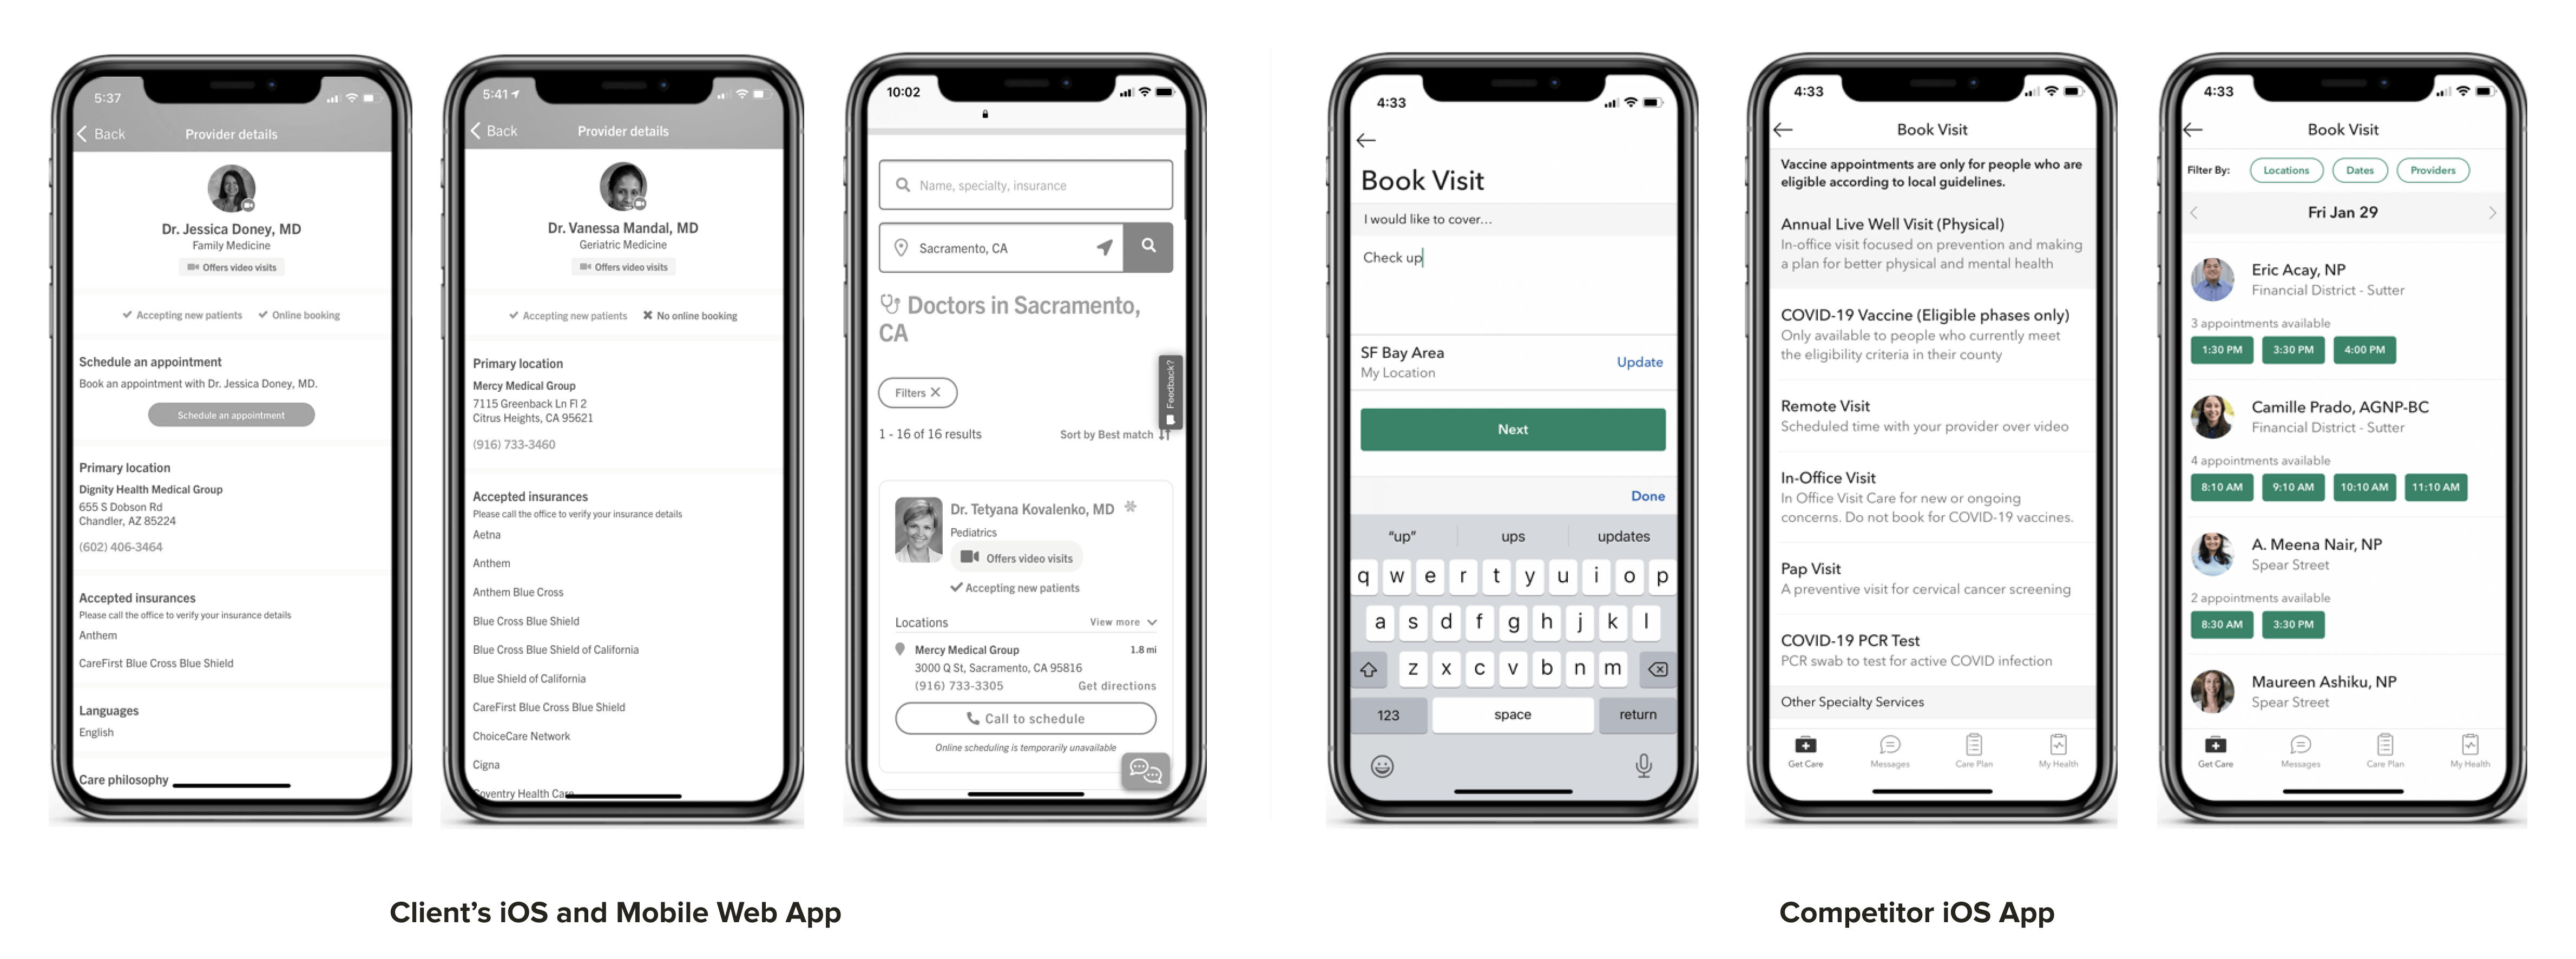 5:37
Back
Provider details
Dr. Jessica Doney, MD
Family Medicine
Offers video visits
Accepting new patients
Online booking
Schedule an appointment
Book an appointment with Dr. Jessica Doney, MD.
Schedule an appointment
Primary location
Dignity Health Medical Group
655 S Dobson Rd
Chandler, AZ 85224
(602) 406-3464
Accepted insurances
Please call the office to verify your insurance details
Anthem
CareFirst Blue Cross Blue Shield
Languages
English
Care philosophy
5:41
Back
Provider details
Dr. Vanessa Mandal, MD
Geriatric Medicine
Offers video visits
Accepting new patients
No online booking
Primary location
Mercy Medical Group
7115 Greenback Ln Fl 2
Citrus Heights, CA 95621
(916) 733-3460
Accepted insurances
Please call the office to verify your insurance details
Aetna
Anthem
Anthem Blue Cross
Blue Cross Blue Shield
Blue Cross Blue Shield of California
Blue Shield of California
CareFirst Blue Cross Blue Shield
ChoiceCare Network
Cigna
Coventry Health Care
10:02
Name, specialty, insurance
Sacramento, CA
Doctors in Sacramento,
CA
Feedback?
Filters
1 - 16 of 16 results
Sort by Best match
Dr. Tetyana Kovalenko, MD
Pediatrics
Offers video visits
Accepting new patients
Locations
View more
Mercy Medical Group
1.8 mi
3000 Q St, Sacramento, CA 95816
(916) 733-3305
Get directions
Call to schedule
Online scheduling is temporarily unavailable
Client's iOS and Mobile Web App
4:33
Book Visit
I would like to cover...
Check up
SF Bay Area
My Location
Update
Next
Done
"up" ups updates
q w e r t y u i o p
a s d f g h j k l
z x c v b n m
123 space return
4:33
Book Visit
Vaccine appointments are only for people who are
eligible according to local guidelines.
Annual Live Well Visit (Physical)
In-office visit focused on prevention and making
a plan for better physical and mental health
COVID-19 Vaccine (Eligible phases only)
Only available to people who currently meet
the eligibility criteria in their county
Remote Visit
Scheduled time with your provider over video
In-Office Visit
In Office Visit Care for new or ongoing
concerns. Do not book for COVID-19 vaccines.
Pap Visit
A preventive visit for cervical cancer screening
COVID-19 PCR Test
PCR swab to test for active COVID infection
Other Specialty Services
Get Care Messages Care Plan My Health
4:33
Book Visit
Filter By: Locations Dates Providers
Fri Jan 29
Eric Acay, NP
Financial District - Sutter
3 appointments available
1:30 PM 3:30 PM 4:00 PM
Camille Prado, AGNP-BC
Financial District - Sutter
4 appointments available
8:10 AM 9:10 AM 10:10 AM 11:10 AM
A. Meena Nair, NP
Spear Street
2 appointments available
8:30 AM 3:30 PM
Maureen Ashiku, NP
Spear Street
Get Care Messages Care Plan My Health
Competitor iOS App